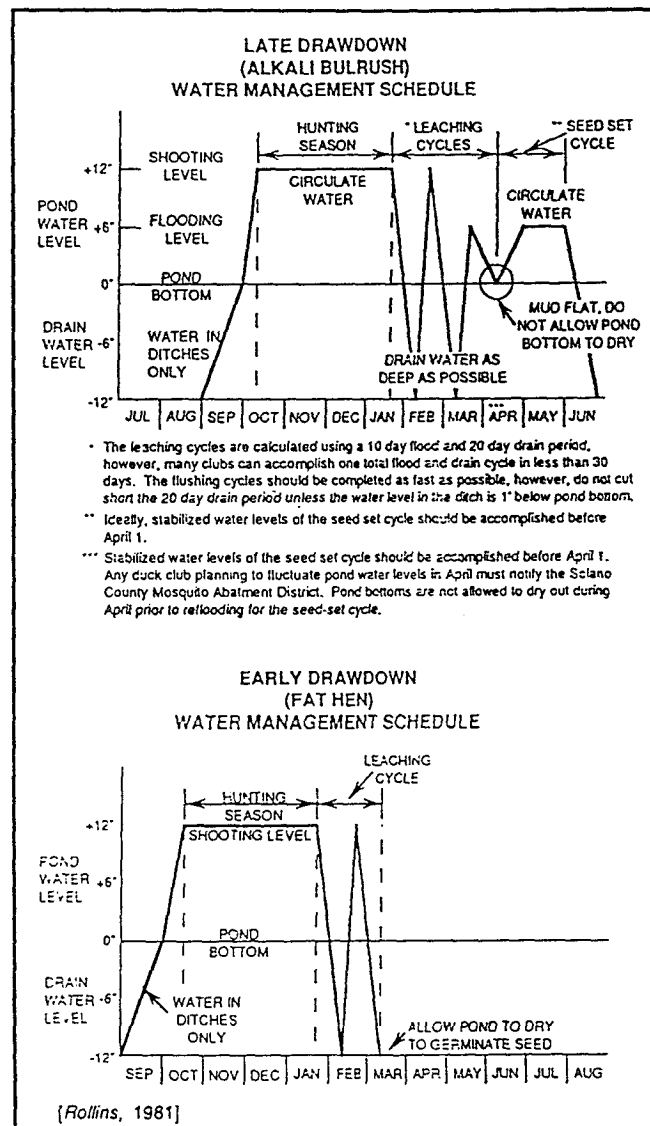 LATE DRAWDOWN
(ALKALI BULRUSH)
WATER MANAGEMENT SCHEDULE
HUNTING
SEASON
* LEACHING
CYCLES
** SEED SET
CYCLE
+12"
SHOOTING
LEVEL
CIRCULATE
WATER
CIRCULATE
WATER
POND
WATER
LEVEL
+6"
FLOODING
LEVEL
0"
POND
BOTTOM
MUD FLAT, DO
NOT ALLOW POND
BOTTOM TO DRY
DRAIN
WATER
LEVEL
-6"
WATER IN
DITCHES
ONLY
DRAIN WATER AS
DEEP AS POSSIBLE
-12"
***
JUL AUG SEP OCT NOV DEC JAN FEB MAR APR MAY JUN
* The leaching cycles are calculated using a 10 day flood and 20 day drain period,
however, many clubs can accomplish one total flood and drain cycle in less than 30
days. The flushing cycles should be completed as fast as possible, however, do not cut
short the 20 day drain period unless the water level in the ditch is 1" below pond bottom.
** Ideally, stabilized water levels of the seed set cycle should be accomplished before
April 1.
*** Stabilized water levels of the seed set cycle should be accomplished before April 1.
Any duck club planning to fluctuate pond water levels in April must notify the Solano
County Mosquito Abatment District. Pond bottoms are not allowed to dry out during
April prior to reflooding for the seed-set cycle.
EARLY DRAWDOWN
(FAT HEN)
WATER MANAGEMENT SCHEDULE
LEACHING
CYCLE
HUNTING
SEASON
+12"
SHOOTING LEVEL
POND
WATER
LEVEL
+6"
0"
POND
BOTTOM
DRAIN
WATER
LEVEL
-6"
WATER IN
DITCHES
ONLY
ALLOW POND TO DRY
TO GERMINATE SEED
-12"
SEP OCT NOV DEC JAN FEB MAR APR MAY JUN JUL AUG
[Rollins, 1981]